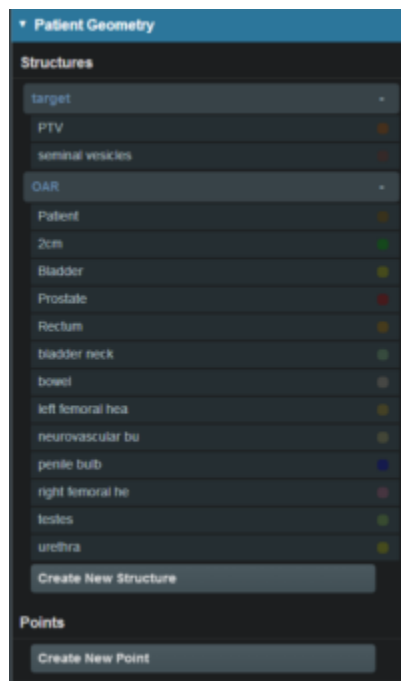 Patient Geometry
Structures
target
PTV
seminal vesicles
OAR
Patient
2cm
Bladder
Prostate
Rectum
bladder neck
bowel
left femoral hea
neurovascular bu
penile bulb
right femoral he
testes
urethra
Create New Structure
Points
Create New Point